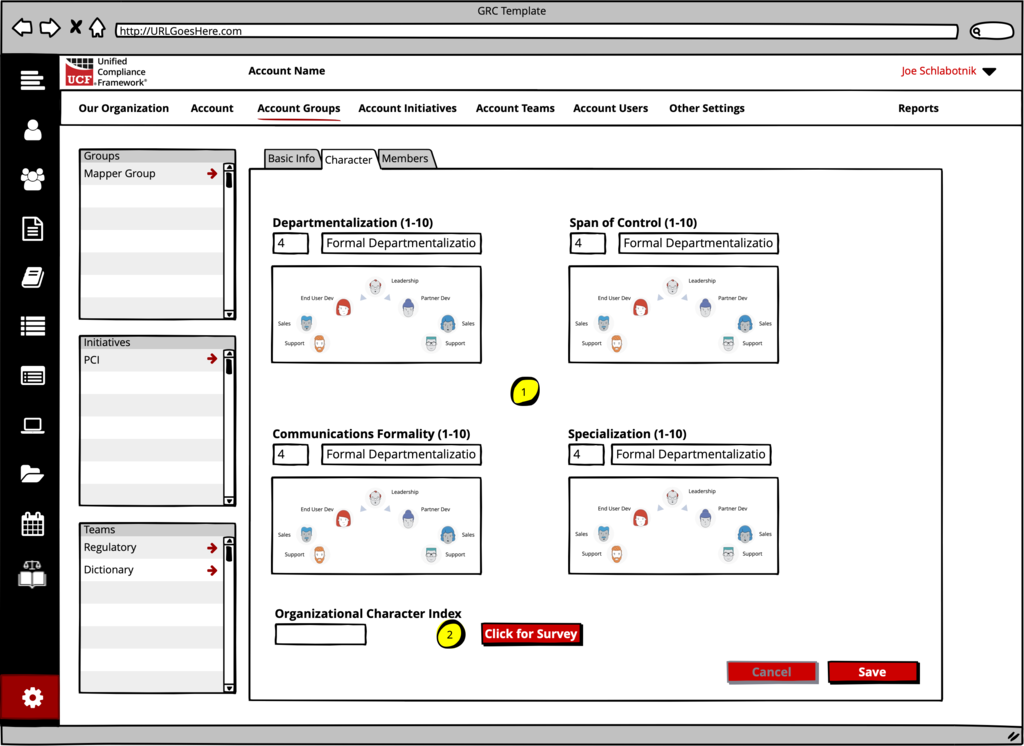 GRC Template
http://URLGoesHere.com
Unified
Compliance
Framework®
UCF
Account Name
Joe Schlabotnik
Our Organization
Account
Account Groups
Account Initiatives
Account Teams
Account Users
Other Settings
Reports
Groups
Mapper Group
Initiatives
PCI
Teams
Regulatory
Dictionary
Basic Info
Character
Members
Departmentalization (1-10)
4
Formal Departmentalizatio
Leadership
End User Dev
Partner Dev
Sales
Sales
Support
Support
Span of Control (1-10)
4
Formal Departmentalizatio
Leadership
End User Dev
Partner Dev
Sales
Sales
Support
Support
1
Communications Formality (1-10)
4
Formal Departmentalizatio
Leadership
End User Dev
Partner Dev
Sales
Sales
Support
Support
Specialization (1-10)
4
Formal Departmentalizatio
Leadership
End User Dev
Partner Dev
Sales
Sales
Support
Support
Organizational Character Index
2
Click for Survey
Cancel
Save